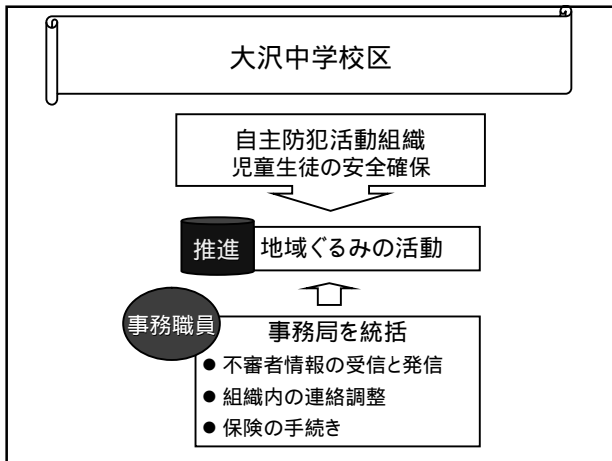 大沢中学校区
自主防犯活動組織
児童生徒の安全確保
推進 地域ぐるみの活動
事務職員
事務局を統括
● 不審者情報の受信と発信
● 組織内の連絡調整
● 保険の手続き